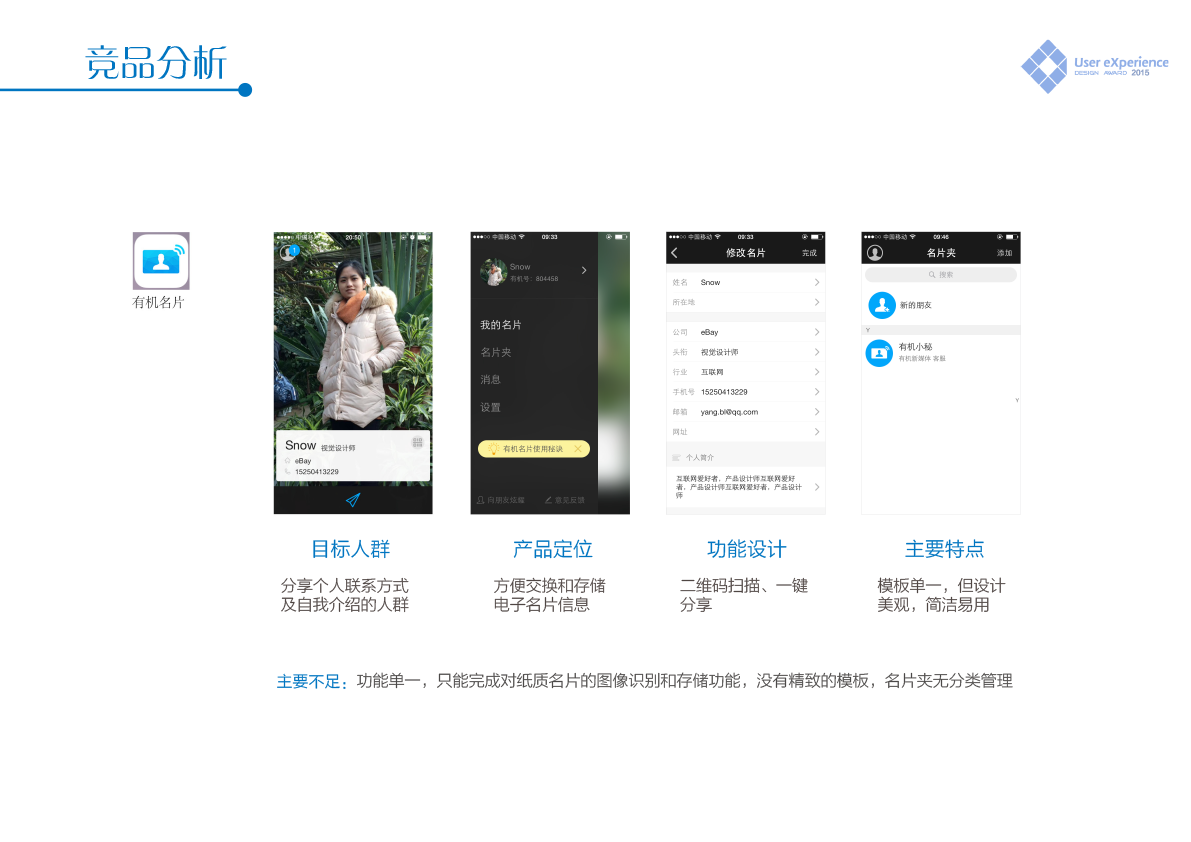 竞品分析
User eXperience
DESIGN AWARD 2015
有机名片
中国移动
20:50
1
Snow 视觉设计师
eBay
15250413229
中国移动
09:33
Snow
有机号：804458
我的名片
名片夹
消息
设置
有机名片使用秘诀
向朋友炫耀
意见反馈
中国移动
09:33
修改名片
完成
姓名 Snow
所在地
公司 eBay
头衔 视觉设计师
行业 互联网
手机号 15250413229
邮箱 yang.bl@qq.com
网址
个人简介
互联网爱好者，产品设计师互联网爱好
者，产品设计师互联网爱好者，产品设计
师
中国移动
09:46
名片夹
添加
搜索
新的朋友
Y
有机小秘
有机新媒体 客服
Y
目标人群
分享个人联系方式
及自我介绍的人群
产品定位
方便交换和存储
电子名片信息
功能设计
二维码扫描、一键
分享
主要特点
模板单一，但设计
美观，简洁易用
主要不足：功能单一，只能完成对纸质名片的图像识别和存储功能，没有精致的模板，名片夹无分类管理